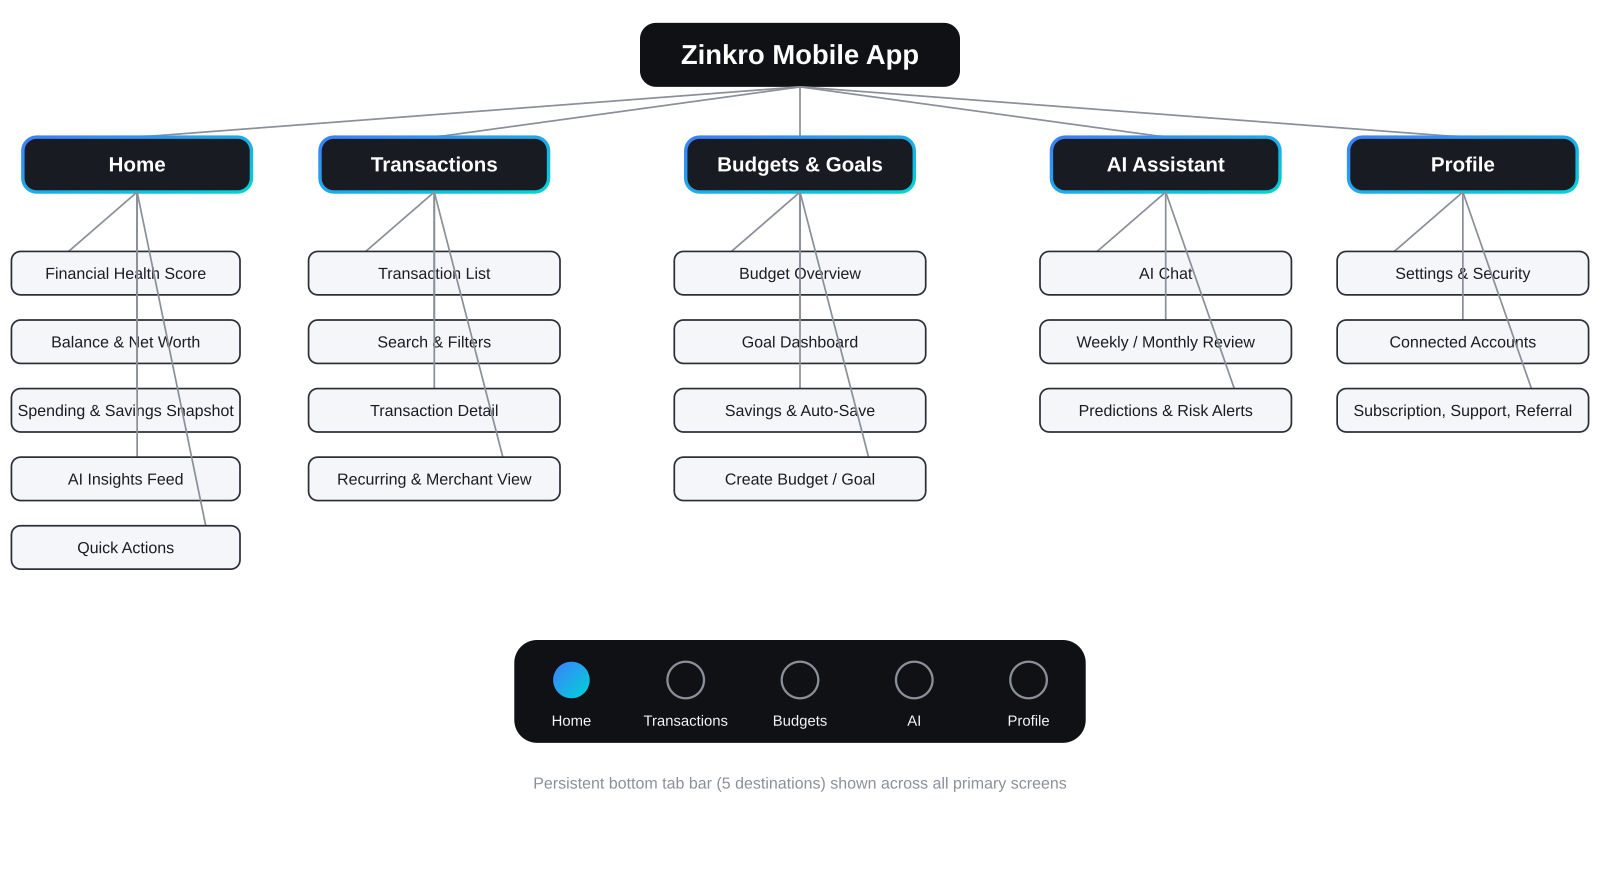 Zinkro Mobile App
Home
Transactions
Budgets & Goals
AI Assistant
Profile
Financial Health Score
Balance & Net Worth
Spending & Savings Snapshot
AI Insights Feed
Quick Actions
Transaction List
Search & Filters
Transaction Detail
Recurring & Merchant View
Budget Overview
Goal Dashboard
Savings & Auto-Save
Create Budget / Goal
AI Chat
Weekly / Monthly Review
Predictions & Risk Alerts
Settings & Security
Connected Accounts
Subscription, Support, Referral
Home
Transactions
Budgets
AI
Profile
Persistent bottom tab bar (5 destinations) shown across all primary screens